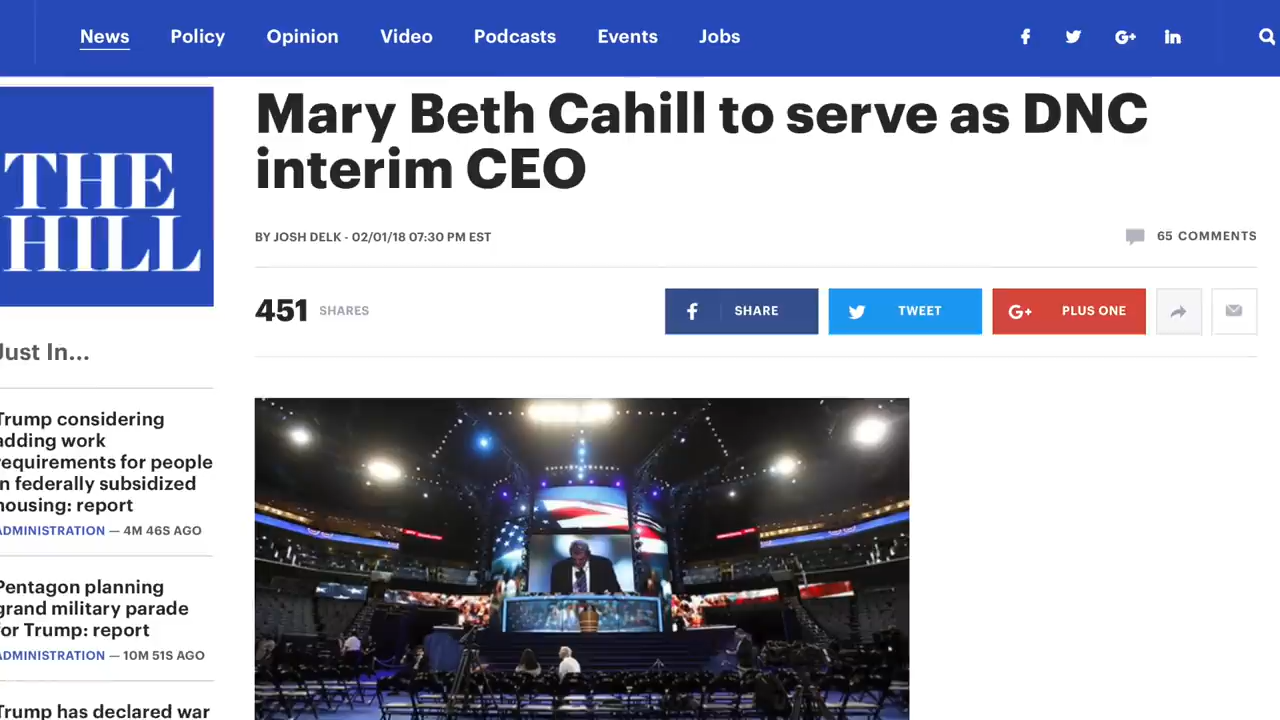 News Policy Opinion Video Podcasts Events Jobs
THE
HILL
Mary Beth Cahill to serve as DNC
interim CEO
BY JOSH DELK - 02/01/18 07:30 PM EST
65 COMMENTS
451 SHARES
SHARE
TWEET
G+ PLUS ONE
Just In...
Trump considering
adding work
requirements for people
in federally subsidized
housing: report
ADMINISTRATION — 4M 46S AGO
Pentagon planning
grand military parade
for Trump: report
ADMINISTRATION — 10M 51S AGO
Trump has declared war